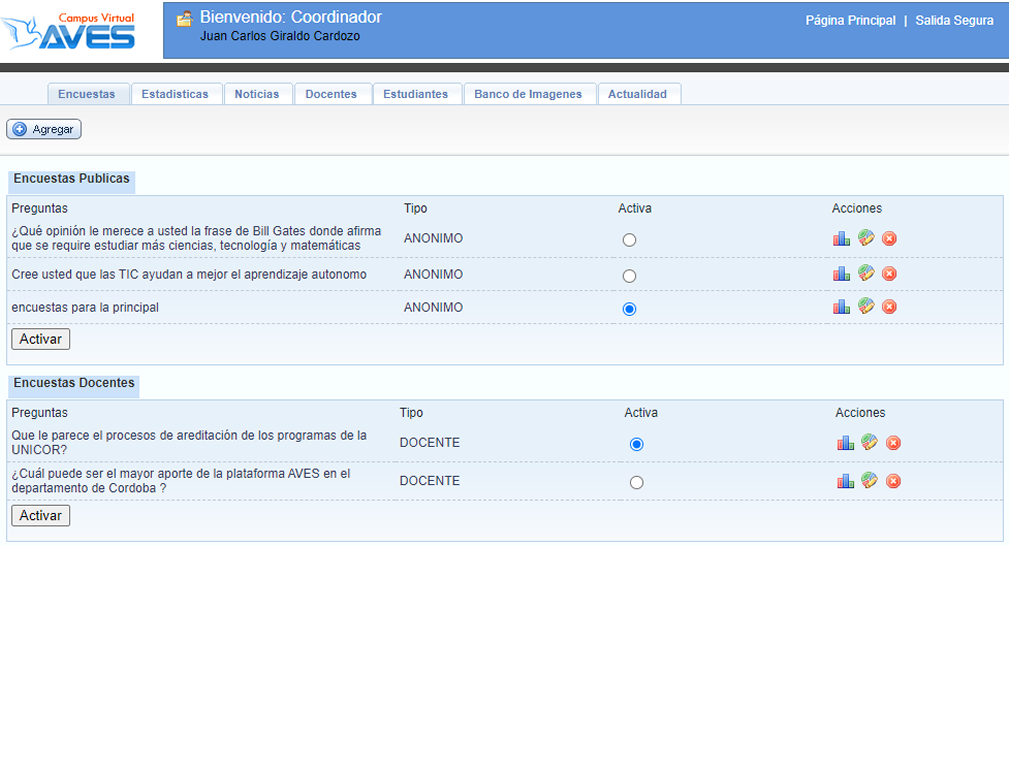 Campus Virtual
AVES
Bienvenido: Coordinador
Juan Carlos Giraldo Cardozo
Página Principal | Salida Segura
Encuestas Estadisticas Noticias Docentes Estudiantes Banco de Imagenes Actualidad
Agregar
Encuestas Publicas
Preguntas Tipo Activa Acciones
¿Qué opinión le merece a usted la frase de Bill Gates donde afirma
que se require estudiar más ciencias, tecnología y matemáticas
ANONIMO
Cree usted que las TIC ayudan a mejor el aprendizaje autonomo ANONIMO
encuestas para la principal ANONIMO
Activar
Encuestas Docentes
Preguntas Tipo Activa Acciones
Que le parece el procesos de areditación de los programas de la
UNICOR?
DOCENTE
¿Cuál puede ser el mayor aporte de la plataforma AVES en el
departamento de Cordoba ?
DOCENTE
Activar